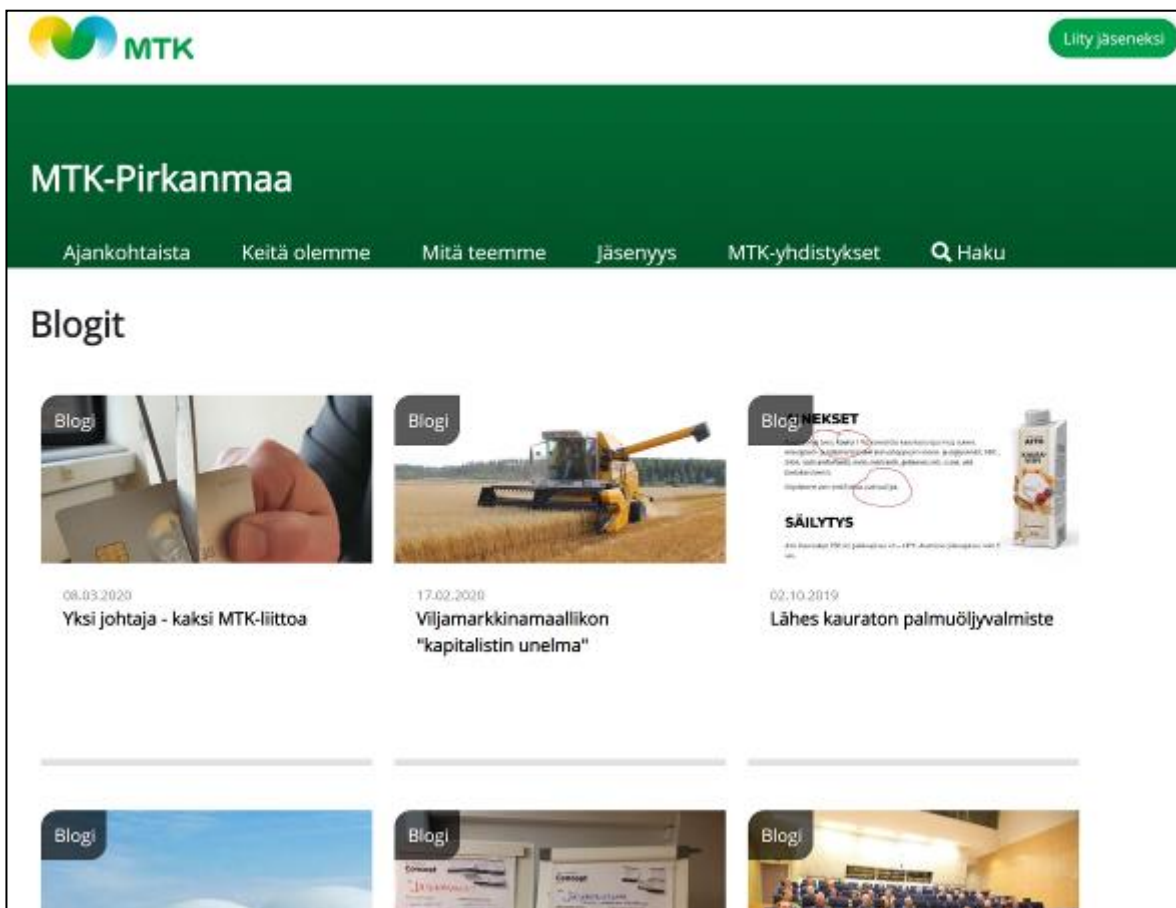 MTK
Liity jäseneksi
MTK-Pirkanmaa
Ajankohtaista Keitä olemme Mitä teemme Jäsenyys MTK-yhdistykset Haku
Blogit
Blogi
08.03.2020
Yksi johtaja - kaksi MTK-liittoa
Blogi
17.02.2020
Viljamarkkinamaallikon
"kapitalistin unelma"
Blogi
SÄILYTYS
02.10.2019
Lähes kauraton palmuöljyvalmiste
Blogi
Blogi
Blogi